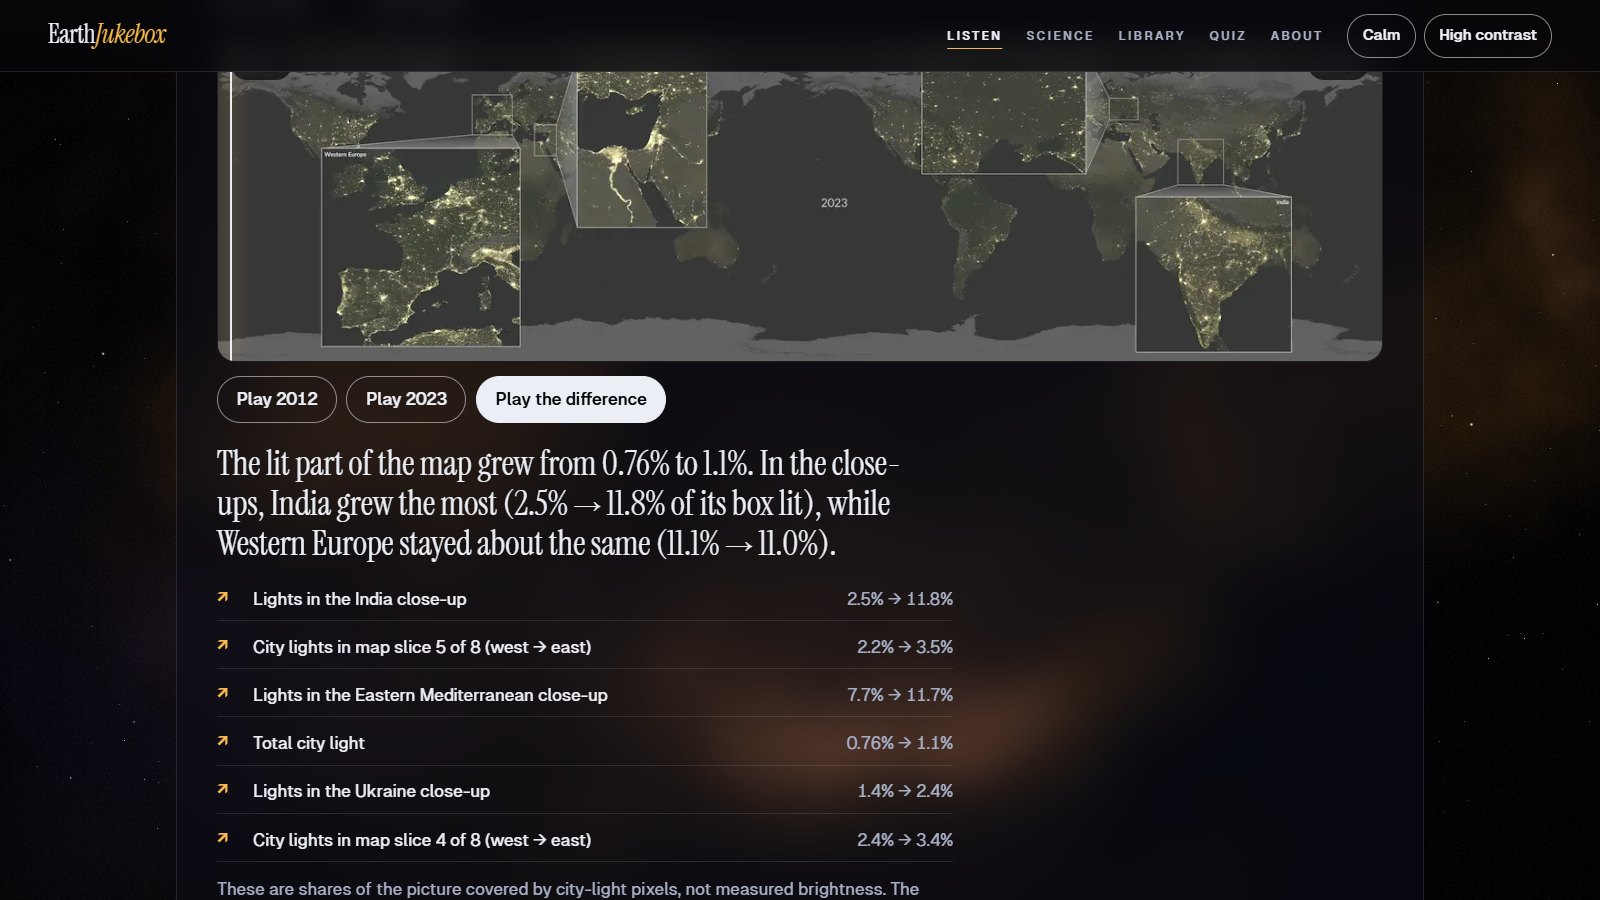 EarthJukebox
LISTEN SCIENCE LIBRARY QUIZ ABOUT Calm High contrast
Western Europe
2023
India
Play 2012 Play 2023 Play the difference
The lit part of the map grew from 0.76% to 1.1%. In the close-
ups, India grew the most (2.5% → 11.8% of its box lit), while
Western Europe stayed about the same (11.1% → 11.0%).
Lights in the India close-up 2.5% → 11.8%
City lights in map slice 5 of 8 (west → east) 2.2% → 3.5%
Lights in the Eastern Mediterranean close-up 7.7% → 11.7%
Total city light 0.76% → 1.1%
Lights in the Ukraine close-up 1.4% → 2.4%
City lights in map slice 4 of 8 (west → east) 2.4% → 3.4%
These are shares of the picture covered by city-light pixels, not measured brightness. The